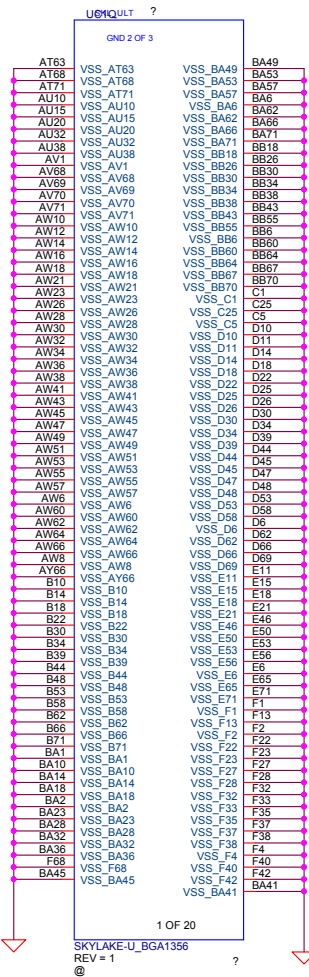 UC1Q SKL_ULT ?
GND 2 OF 3
AT63 VSS_AT63 VSS_BA49 BA49
AT68 VSS_AT68 VSS_BA53 BA53
AT71 VSS_AT71 VSS_BA57 BA57
AU10 VSS_AU10 VSS_BA6 BA6
AU15 VSS_AU15 VSS_BA62 BA62
AU20 VSS_AU20 VSS_BA66 BA66
AU32 VSS_AU32 VSS_BA71 BA71
AU38 VSS_AU38 VSS_BB18 BB18
AV1 VSS_AV1 VSS_BB26 BB26
AV68 VSS_AV68 VSS_BB30 BB30
AV69 VSS_AV69 VSS_BB34 BB34
AV70 VSS_AV70 VSS_BB38 BB38
AV71 VSS_AV71 VSS_BB43 BB43
AW10 VSS_AW10 VSS_BB55 BB55
AW12 VSS_AW12 VSS_BB6 BB6
AW14 VSS_AW14 VSS_BB60 BB60
AW16 VSS_AW16 VSS_BB64 BB64
AW18 VSS_AW18 VSS_BB67 BB67
AW21 VSS_AW21 VSS_BB70 BB70
AW23 VSS_AW23 VSS_C1 C1
AW26 VSS_AW26 VSS_C25 C25
AW28 VSS_AW28 VSS_C5 C5
AW30 VSS_AW30 VSS_D10 D10
AW32 VSS_AW32 VSS_D11 D11
AW34 VSS_AW34 VSS_D14 D14
AW36 VSS_AW36 VSS_D18 D18
AW38 VSS_AW38 VSS_D22 D22
AW41 VSS_AW41 VSS_D25 D25
AW43 VSS_AW43 VSS_D26 D26
AW45 VSS_AW45 VSS_D30 D30
AW47 VSS_AW47 VSS_D34 D34
AW49 VSS_AW49 VSS_D39 D39
AW51 VSS_AW51 VSS_D44 D44
AW53 VSS_AW53 VSS_D45 D45
AW55 VSS_AW55 VSS_D47 D47
AW57 VSS_AW57 VSS_D48 D48
AW6 VSS_AW6 VSS_D53 D53
AW60 VSS_AW60 VSS_D58 D58
AW62 VSS_AW62 VSS_D6 D6
AW64 VSS_AW64 VSS_D62 D62
AW66 VSS_AW66 VSS_D66 D66
AW8 VSS_AW8 VSS_D69 D69
AY66 VSS_AY66 VSS_E11 E11
B10 VSS_B10 VSS_E15 E15
B14 VSS_B14 VSS_E18 E18
B18 VSS_B18 VSS_E21 E21
B22 VSS_B22 VSS_E46 E46
B30 VSS_B30 VSS_E50 E50
B34 VSS_B34 VSS_E53 E53
B39 VSS_B39 VSS_E56 E56
B44 VSS_B44 VSS_E6 E6
B48 VSS_B48 VSS_E65 E65
B53 VSS_B53 VSS_E71 E71
B58 VSS_B58 VSS_F1 F1
B62 VSS_B62 VSS_F13 F13
B66 VSS_B66 VSS_F2 F2
B71 VSS_B71 VSS_F22 F22
BA1 VSS_BA1 VSS_F23 F23
BA10 VSS_BA10 VSS_F27 F27
BA14 VSS_BA14 VSS_F28 F28
BA18 VSS_BA18 VSS_F32 F32
BA2 VSS_BA2 VSS_F33 F33
BA23 VSS_BA23 VSS_F35 F35
BA28 VSS_BA28 VSS_F37 F37
BA32 VSS_BA32 VSS_F38 F38
BA36 VSS_BA36 VSS_F4 F4
F68 VSS_F68 VSS_F40 F40
BA45 VSS_BA45 VSS_F42 F42
VSS_BA41 BA41
1 OF 20
SKYLAKE-U_BGA1356
REV = 1 ?
@